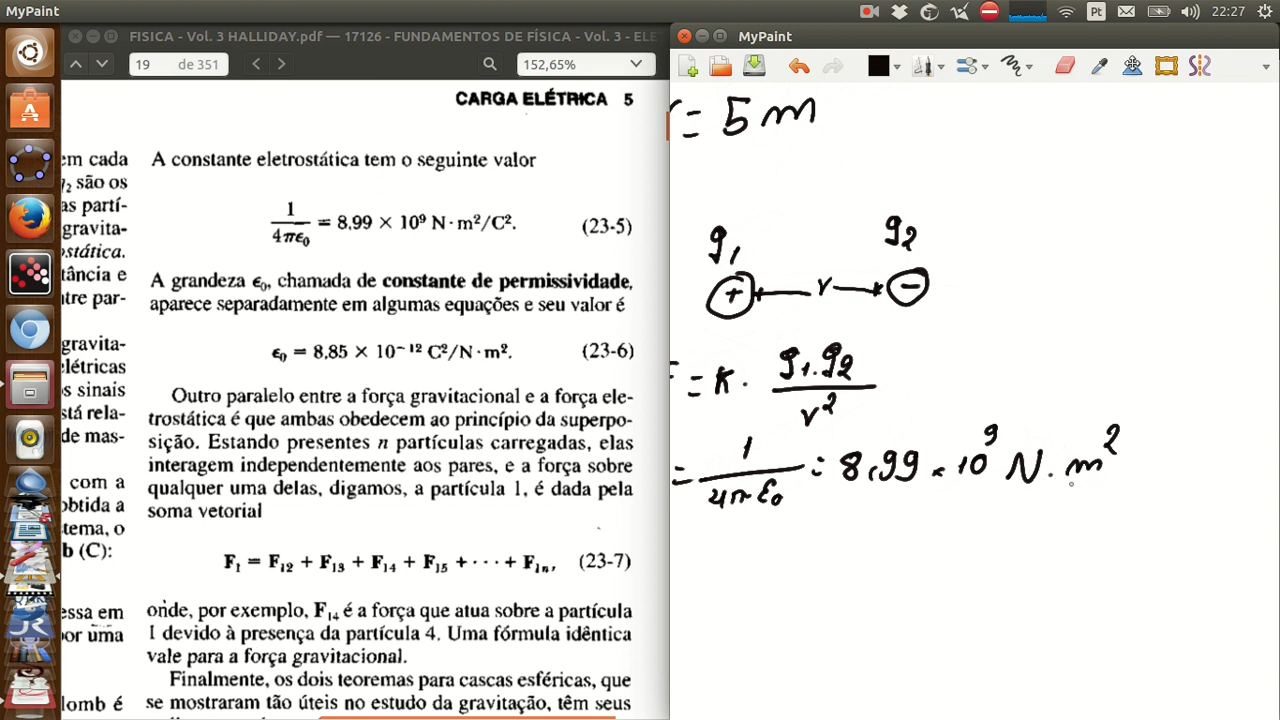 MyPaint
Pt
22:27
FISICA - Vol. 3 HALLIDAY.pdf — 17126 - FUNDAMENTOS DE FÍSICA - Vol. 3 - ELE
19 de 351
152,65%
CARGA ELÉTRICA 5
em cada
q₂ são os
as partí-
gravita-
ostática.
tância e
ntre par-
gravita-
elétricas
os sinais
stá rela-
de mas-
com a
obtida a
tema, o
b (C):
essa em
por uma
lomb é
A constante eletrostática tem o seguinte valor
1/4πϵ₀ = 8,99 × 10⁹ N·m²/C². (23-5)
A grandeza ϵ₀, chamada de constante de permissividade,
aparece separadamente em algumas equações e seu valor é
ϵ₀ = 8,85 × 10⁻¹² C²/N·m². (23-6)
Outro paralelo entre a força gravitacional e a força ele-
trostática é que ambas obedecem ao princípio da superpo-
sição. Estando presentes n partículas carregadas, elas
interagem independentemente aos pares, e a força sobre
qualquer uma delas, digamos, a partícula 1, é dada pela
soma vetorial
F₁ = F₁₂ + F₁₃ + F₁₄ + F₁₅ + · · · + F₁ₙ, (23-7)
onde, por exemplo, F₁₄ é a força que atua sobre a partícula
1 devido à presença da partícula 4. Uma fórmula idêntica
vale para a força gravitacional.
Finalmente, os dois teoremas para cascas esféricas, que
se mostraram tão úteis no estudo da gravitação, têm seus
MyPaint
r = 5 m
q₁ q₂
+ r −
F = K · q₁.q₂/r²
= 1/4πε₀ = 8,99 × 10⁹ N. m²